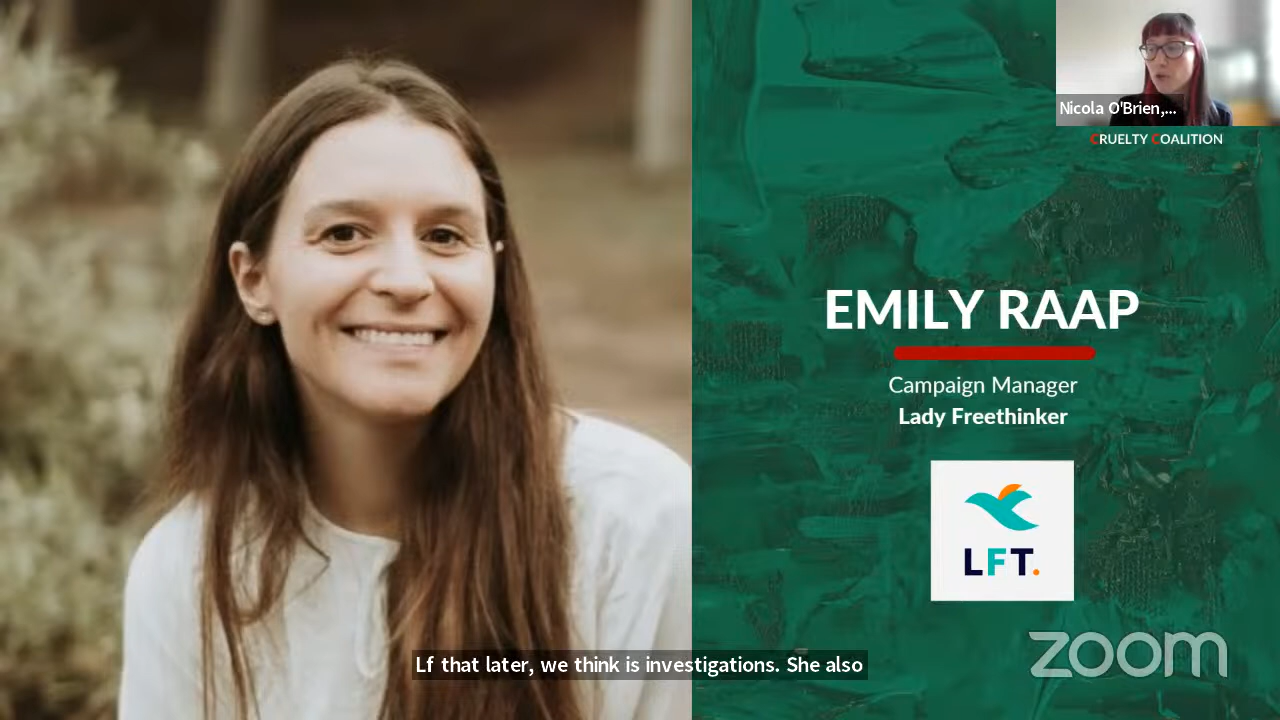 Nicola O'Brien,...
CRUELTY COALITION
EMILY RAAP
Campaign Manager
Lady Freethinker
LFT.
Lf that later, we think is investigations. She also
zoom